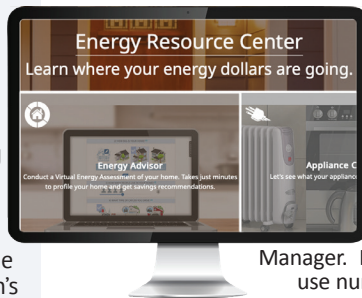 Energy Resource Center
Learn where your energy dollars are going.
Energy Advisor
Conduct a Virtual Energy Assessment of your home. Takes just minutes
to profile your home and get savings recommendations.
Appliance C
Let's see what your applianc
e
n's
Manager.
use nu